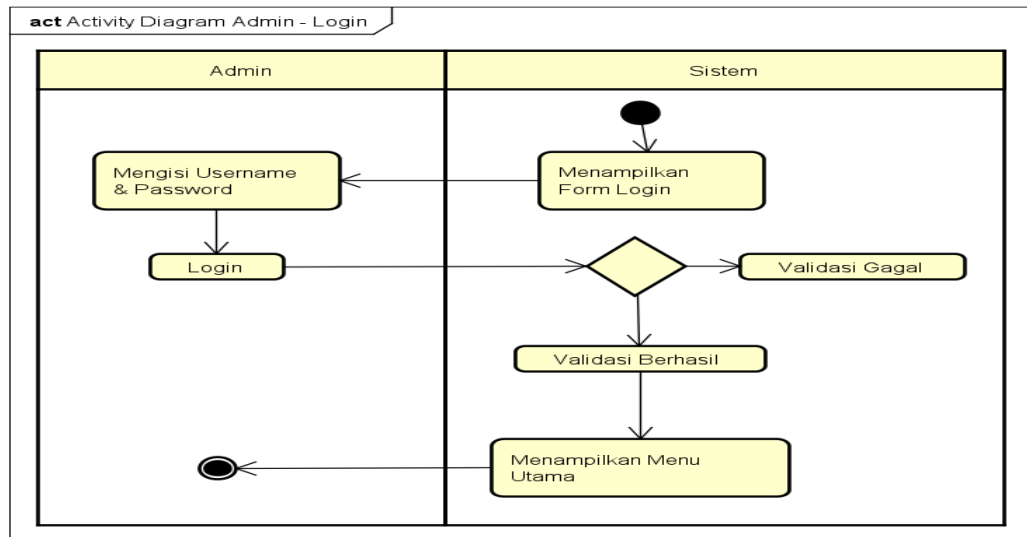 act Activity Diagram Admin - Login
Admin
Sistem
Mengisi Username
& Password
Menampilkan
Form Login
Login
Validasi Gagal
Validasi Berhasil
Menampilkan Menu
Utama